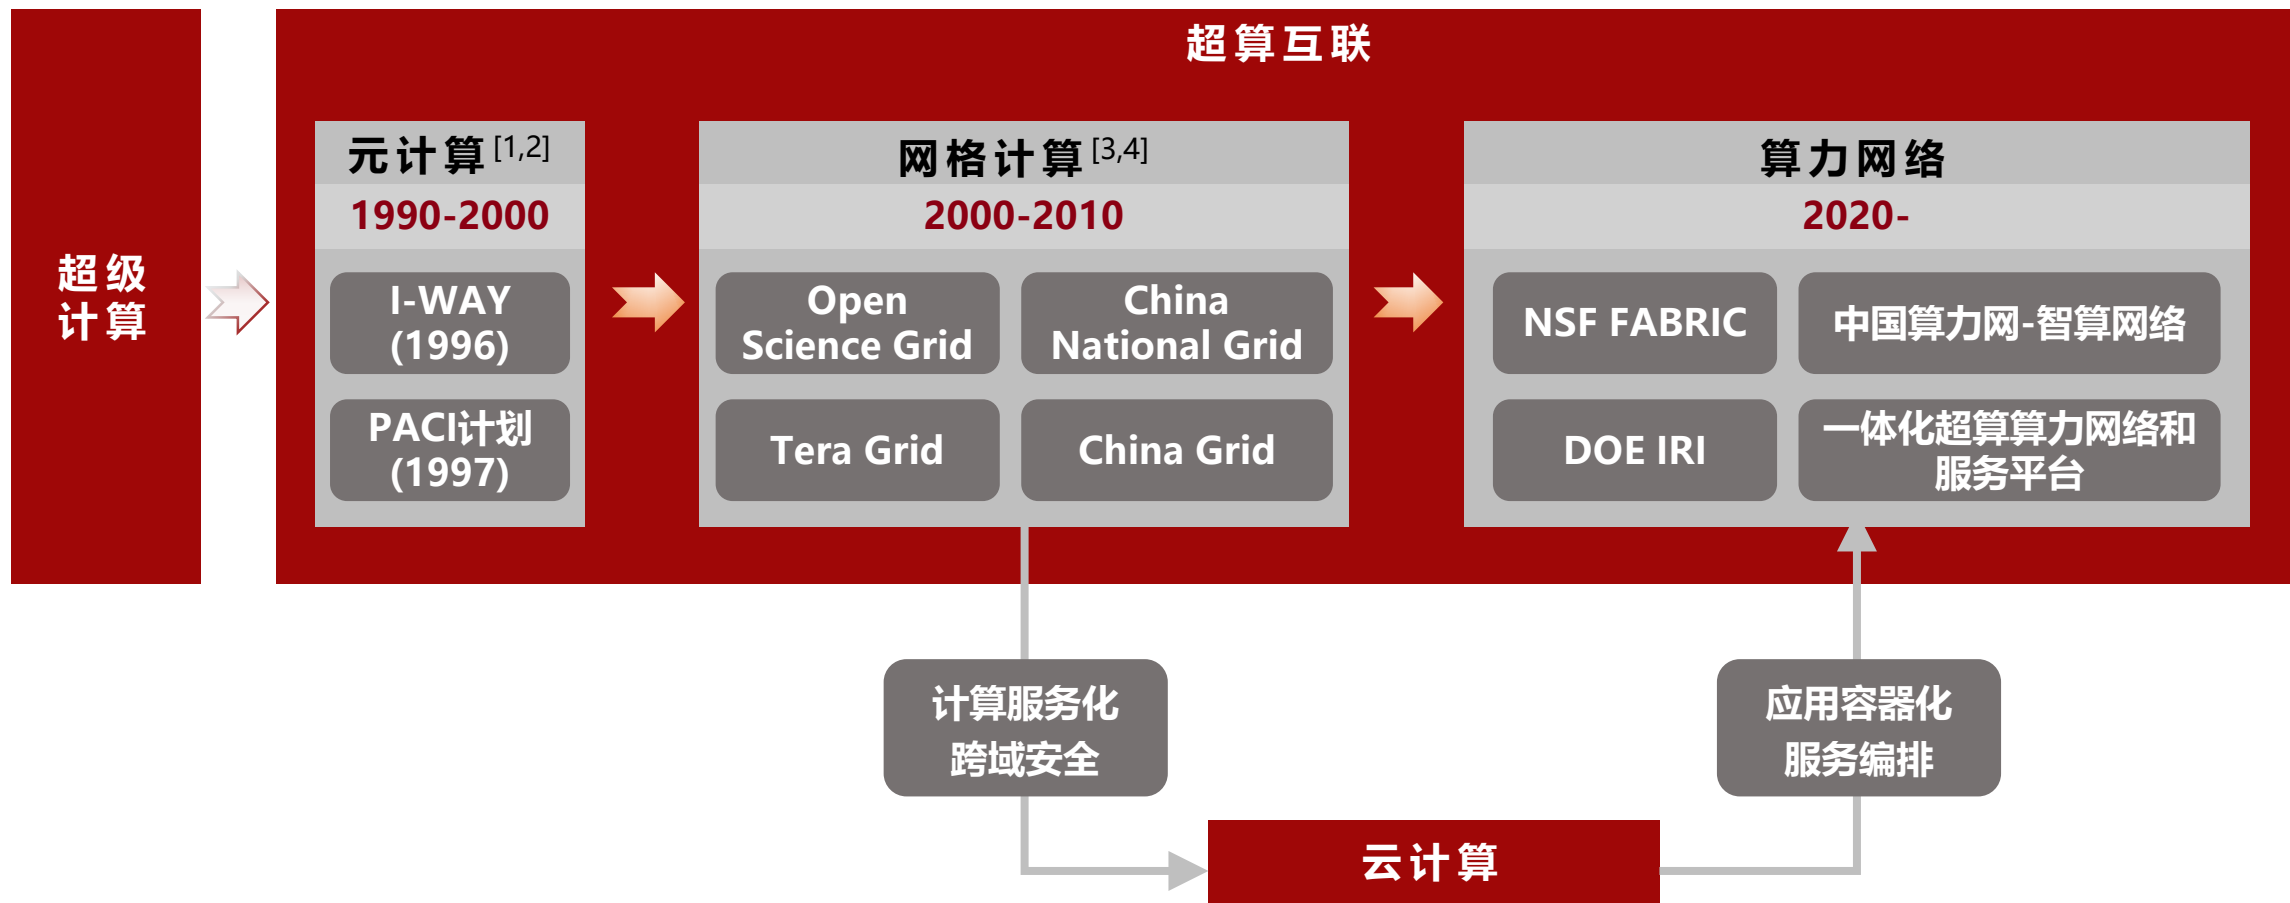 超级
计算
超算互联
元计算[1,2]
1990-2000
I-WAY
(1996)
PACI计划
(1997)
网格计算[3,4]
2000-2010
Open
Science Grid
China
National Grid
Tera Grid
China Grid
算力网络
2020-
NSF FABRIC
中国算力网-智算网络
DOE IRI
一体化超算算力网络和
服务平台
计算服务化
跨域安全
应用容器化
服务编排
云计算